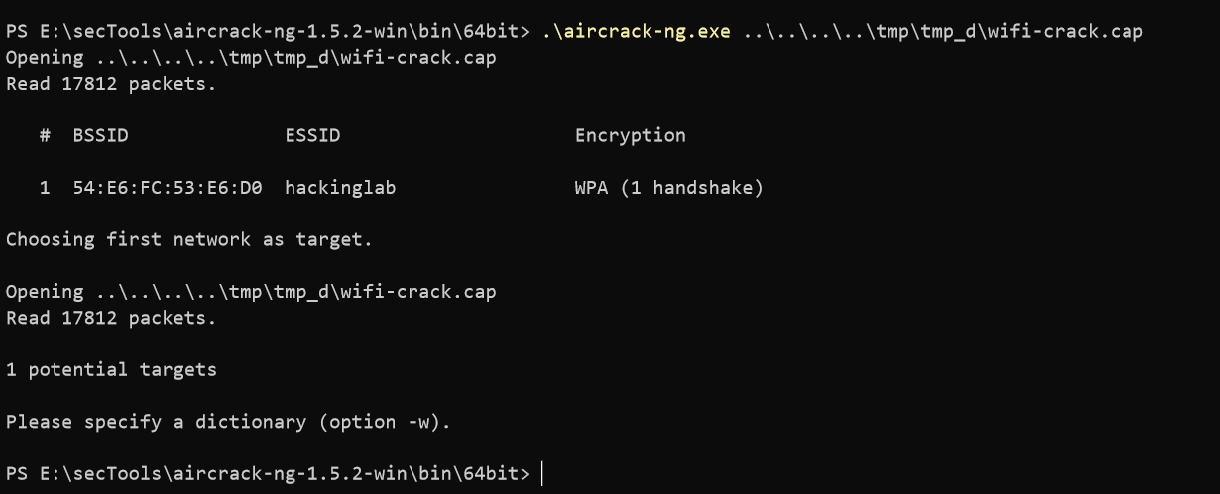 PS E:\secTools\aircrack-ng-1.5.2-win\bin\64bit> .\aircrack-ng.exe ..\..\..\..\tmp\tmp_d\wifi-crack.cap
Opening ..\..\..\..\tmp\tmp_d\wifi-crack.cap
Read 17812 packets.
# BSSID ESSID Encryption
1 54:E6:FC:53:E6:D0 hackinglab WPA (1 handshake)
Choosing first network as target.
Opening ..\..\..\..\tmp\tmp_d\wifi-crack.cap
Read 17812 packets.
1 potential targets
Please specify a dictionary (option -w).
PS E:\secTools\aircrack-ng-1.5.2-win\bin\64bit>